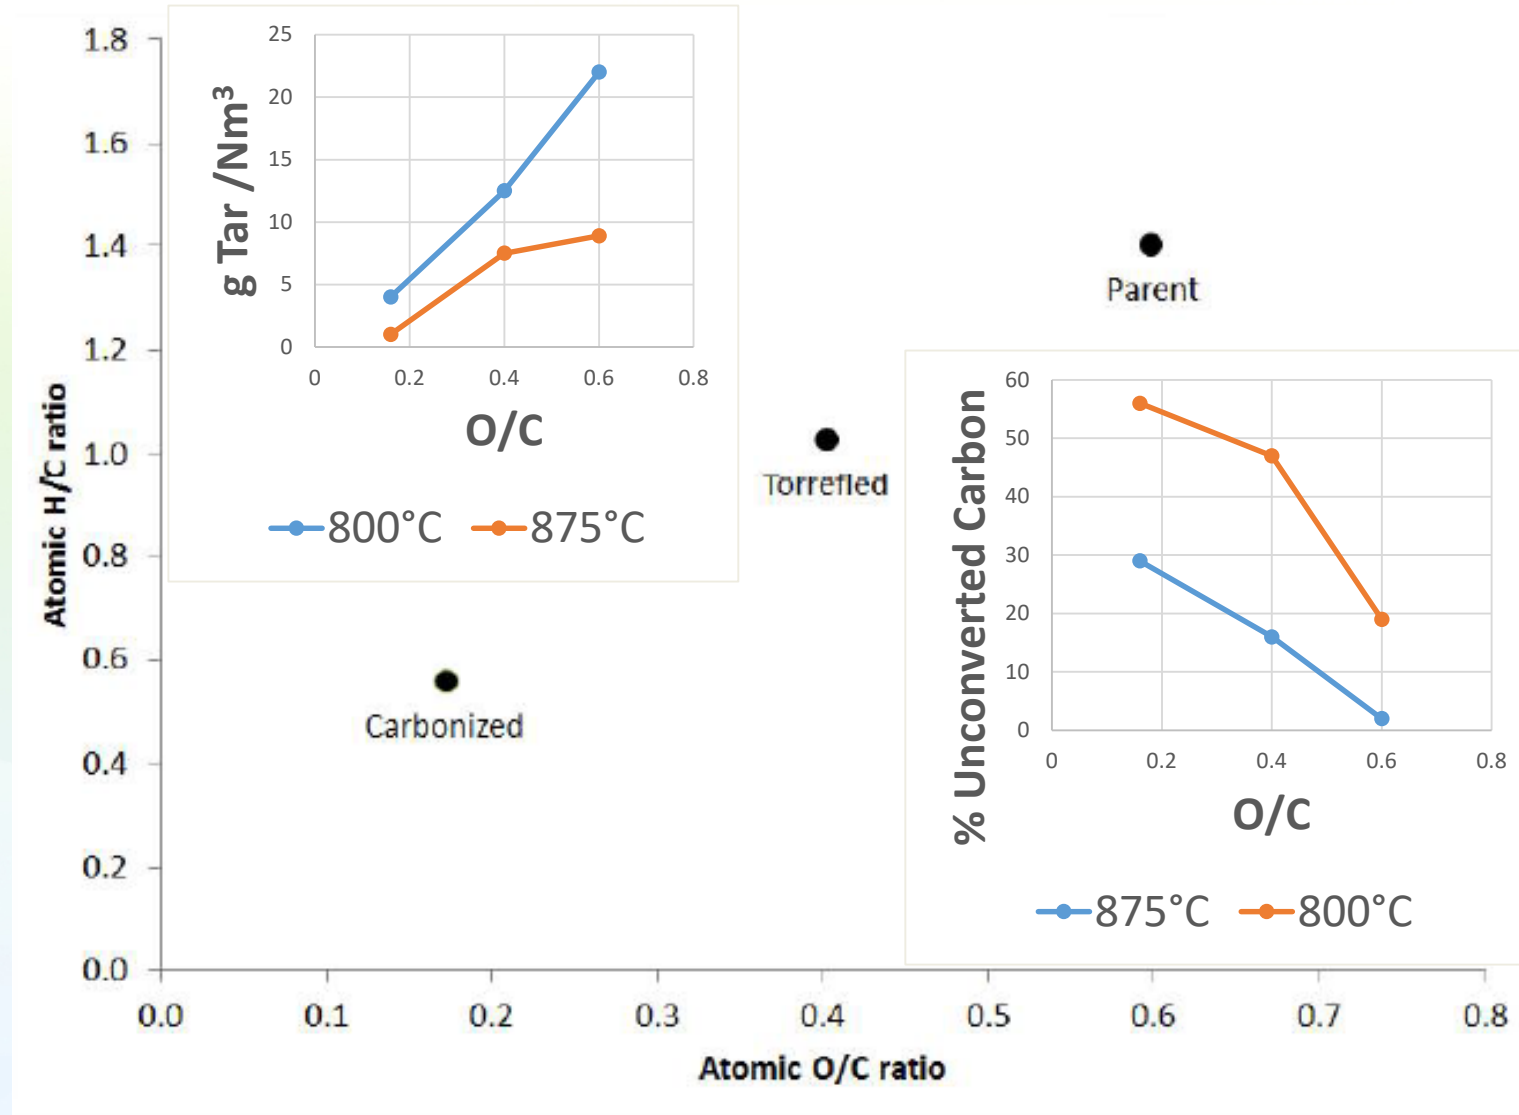 1.8
1.6
1.4
1.2
1.0
0.8
0.6
0.4
0.2
0.0
Atomic H/C ratio
0.0 0.1 0.2 0.3 0.4 0.5 0.6 0.7 0.8
Atomic O/C ratio
g Tar /Nm³
25
20
15
10
5
0
0 0.2 0.4 0.6 0.8
O/C
800°C 875°C
Parent
Torrefied
Carbonized
% Unconverted Carbon
60
50
40
30
20
10
0
0 0.2 0.4 0.6 0.8
O/C
875°C 800°C